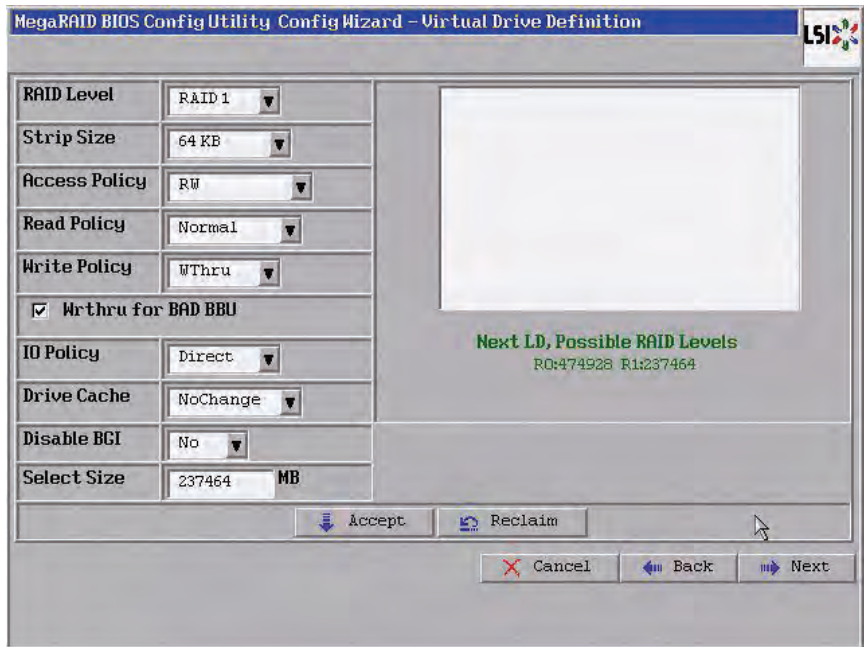 MegaRAID BIOS Config Utility Config Wizard – Virtual Drive Definition
LSI
RAID Level RAID 1
Strip Size 64 KB
Access Policy RW
Read Policy Normal
Write Policy WThru
Wrthru for BAD BBU
IO Policy Direct
Drive Cache NoChange
Disable BGI No
Select Size 237464 MB
Next LD, Possible RAID Levels
R0:474928 R1:237464
Accept Reclaim
Cancel Back Next